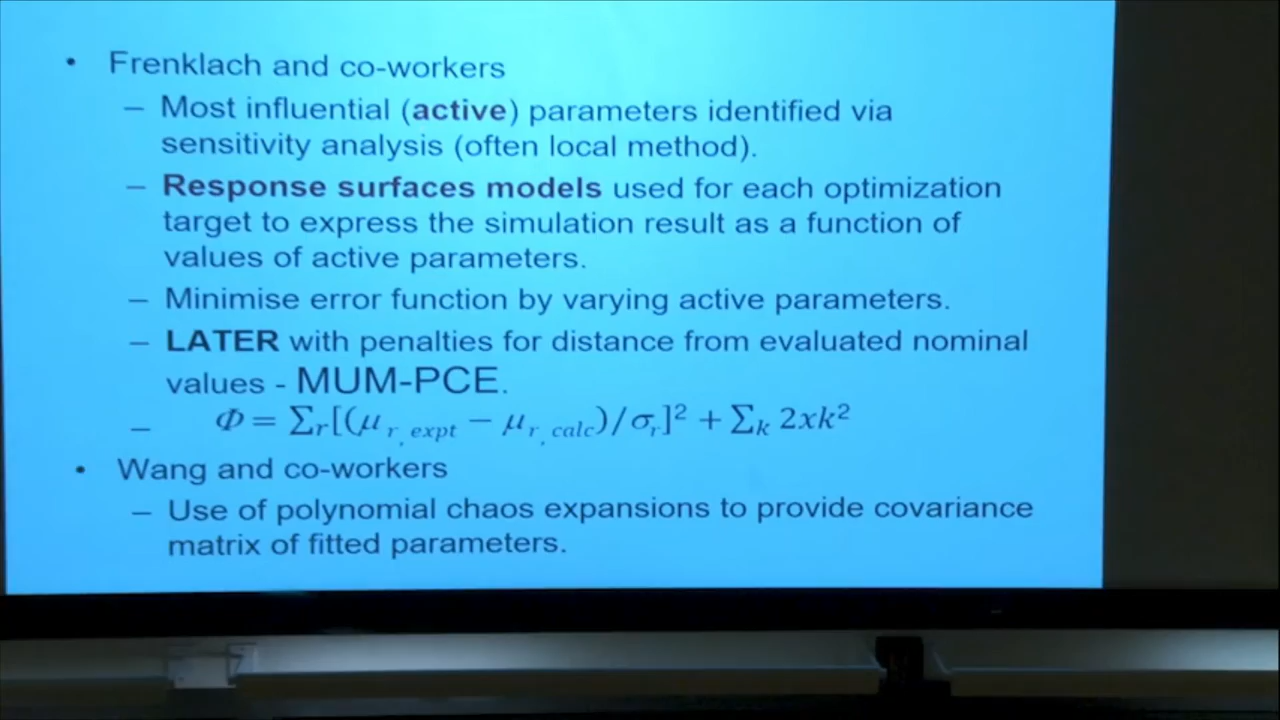 • Frenklach and co-workers
– Most influential (active) parameters identified via
sensitivity analysis (often local method).
– Response surfaces models used for each optimization
target to express the simulation result as a function of
values of active parameters.
– Minimise error function by varying active parameters.
– LATER with penalties for distance from evaluated nominal
values - MUM-PCE.
– Φ = Σr[(μr, expt − μr, calc)/σr]² + Σk 2xk²
• Wang and co-workers
– Use of polynomial chaos expansions to provide covariance
matrix of fitted parameters.